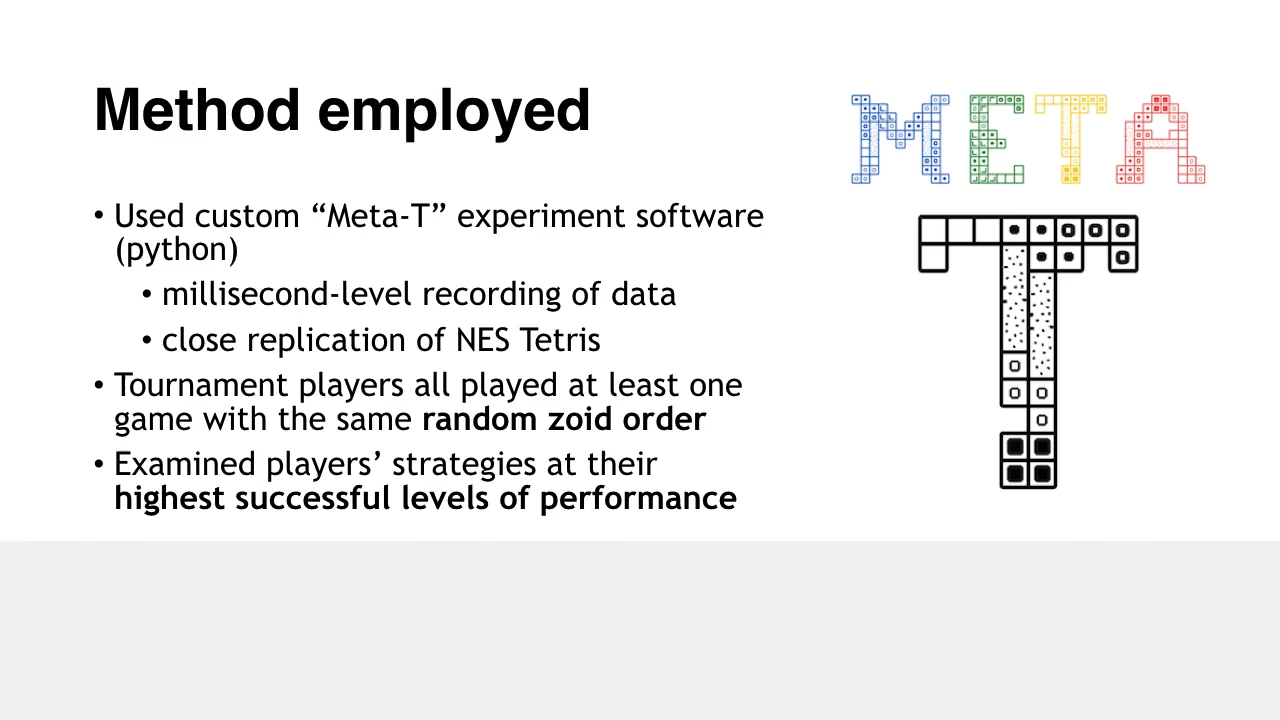 Method employed
META
T
• Used custom “Meta-T” experiment software
(python)
• millisecond-level recording of data
• close replication of NES Tetris
• Tournament players all played at least one
game with the same random zoid order
• Examined players’ strategies at their
highest successful levels of performance